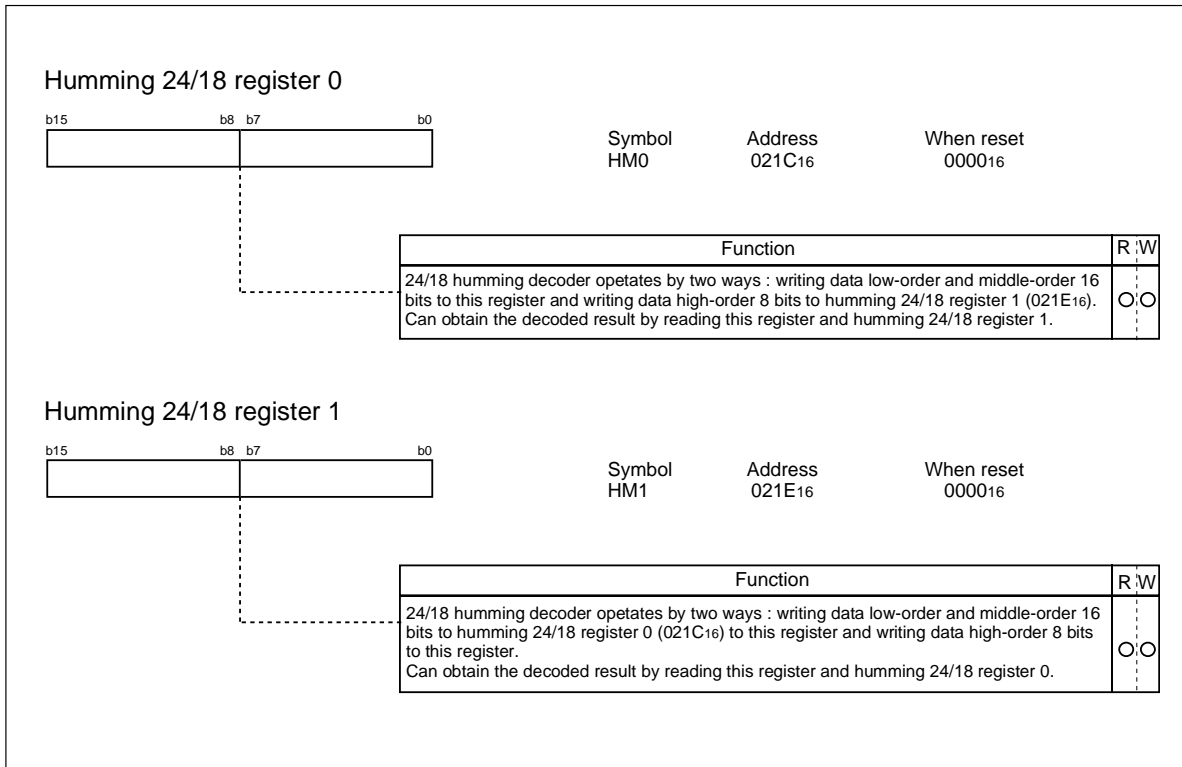 Humming 24/18 register 0
b15 b8 b7 b0
Symbol Address When reset
HM0 021C16 000016
Function R W
24/18 humming decoder opetates by two ways : writing data low-order and middle-order 16
bits to this register and writing data high-order 8 bits to humming 24/18 register 1 (021E16).
Can obtain the decoded result by reading this register and humming 24/18 register 1.
Humming 24/18 register 1
b15 b8 b7 b0
Symbol Address When reset
HM1 021E16 000016
Function R W
24/18 humming decoder opetates by two ways : writing data low-order and middle-order 16
bits to humming 24/18 register 0 (021C16) to this register and writing data high-order 8 bits
to this register.
Can obtain the decoded result by reading this register and humming 24/18 register 0.